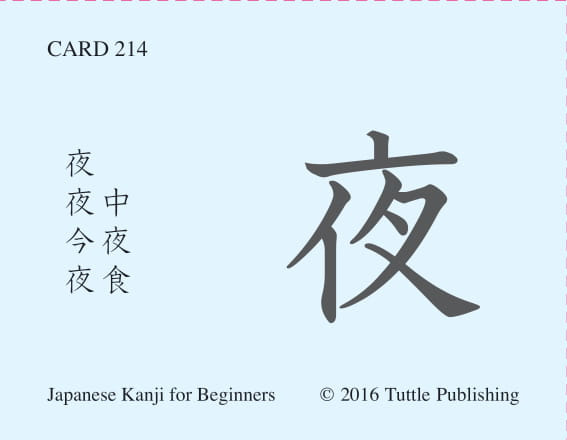 CARD 214
夜
夜中
今夜
夜食
夜
Japanese Kanji for Beginners
© 2016 Tuttle Publishing